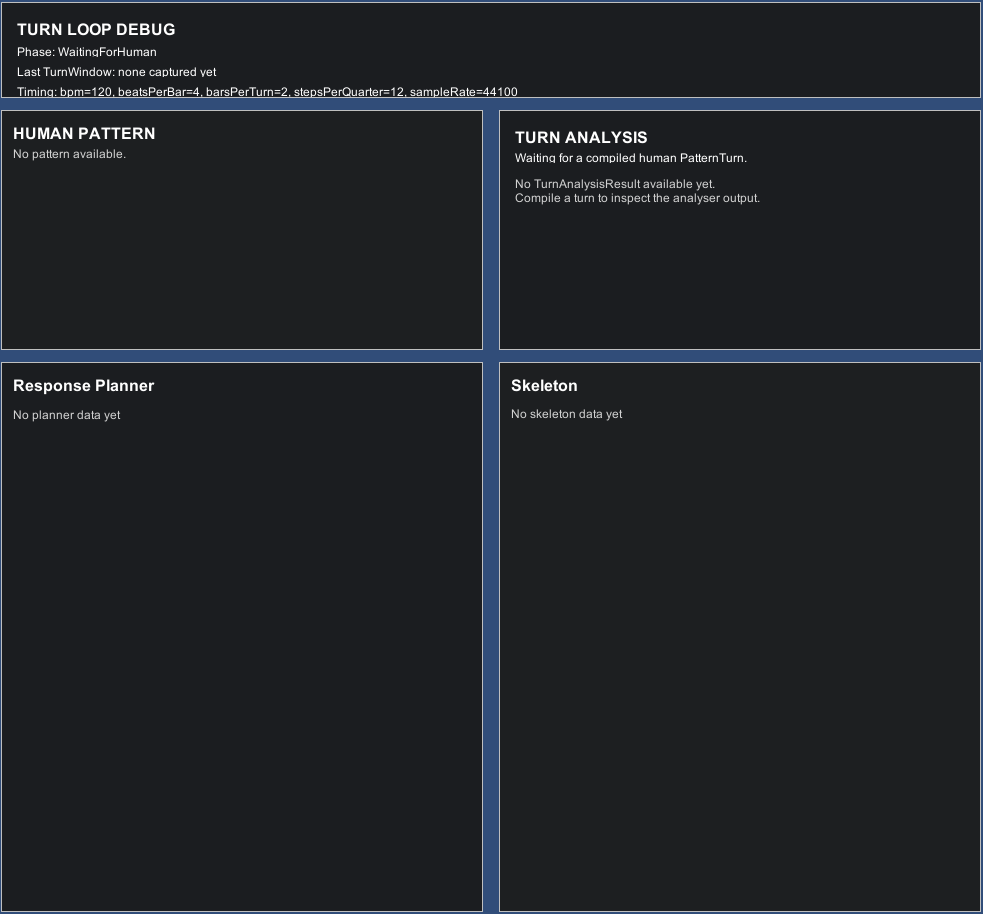 TURN LOOP DEBUG
Phase: WaitingForHuman
Last TurnWindow: none captured yet
Timing: bpm=120, beatsPerBar=4, barsPerTurn=2, stepsPerQuarter=12, sampleRate=44100
HUMAN PATTERN
No pattern available.
TURN ANALYSIS
Waiting for a compiled human PatternTurn.
No TurnAnalysisResult available yet.
Compile a turn to inspect the analyser output.
Response Planner
No planner data yet
Skeleton
No skeleton data yet